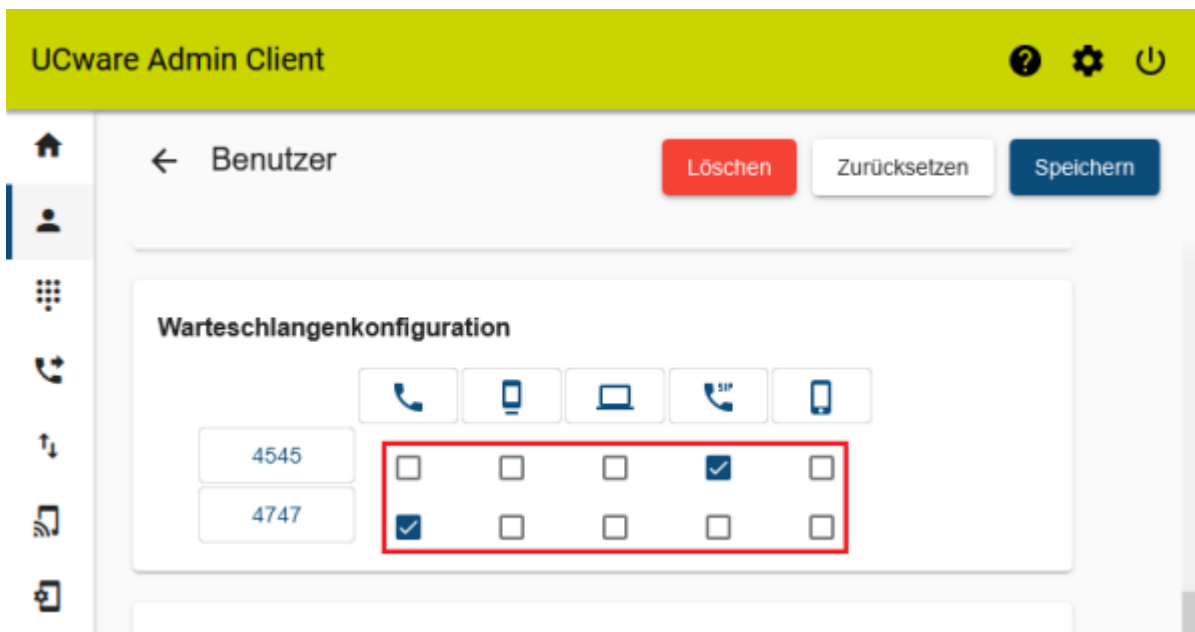 UCware Admin Client
Benutzer
Löschen
Zurücksetzen
Speichern
Warteschlangenkonfiguration
SIP
4545
4747